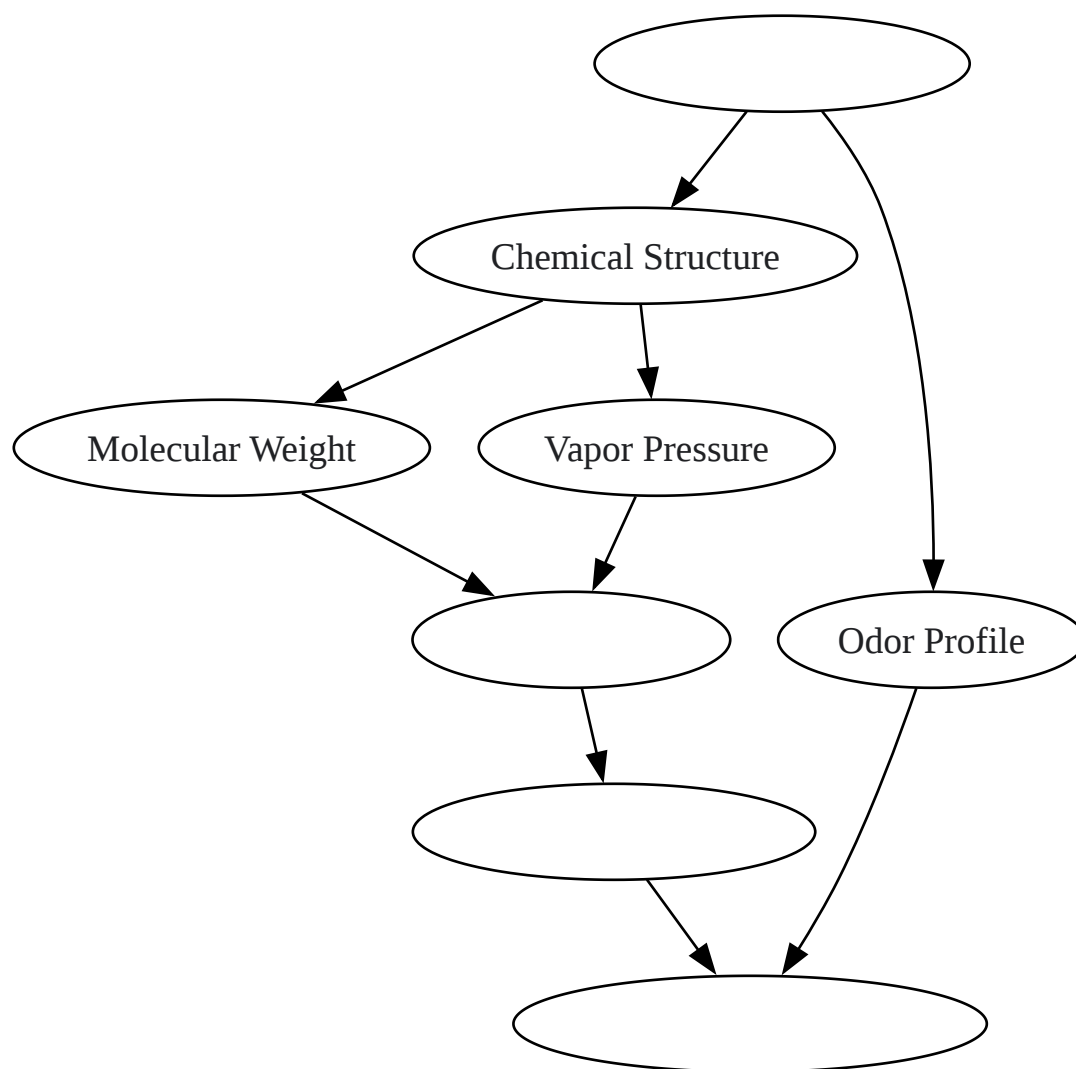 Chemical Structure
Molecular Weight
Vapor Pressure
Odor Profile